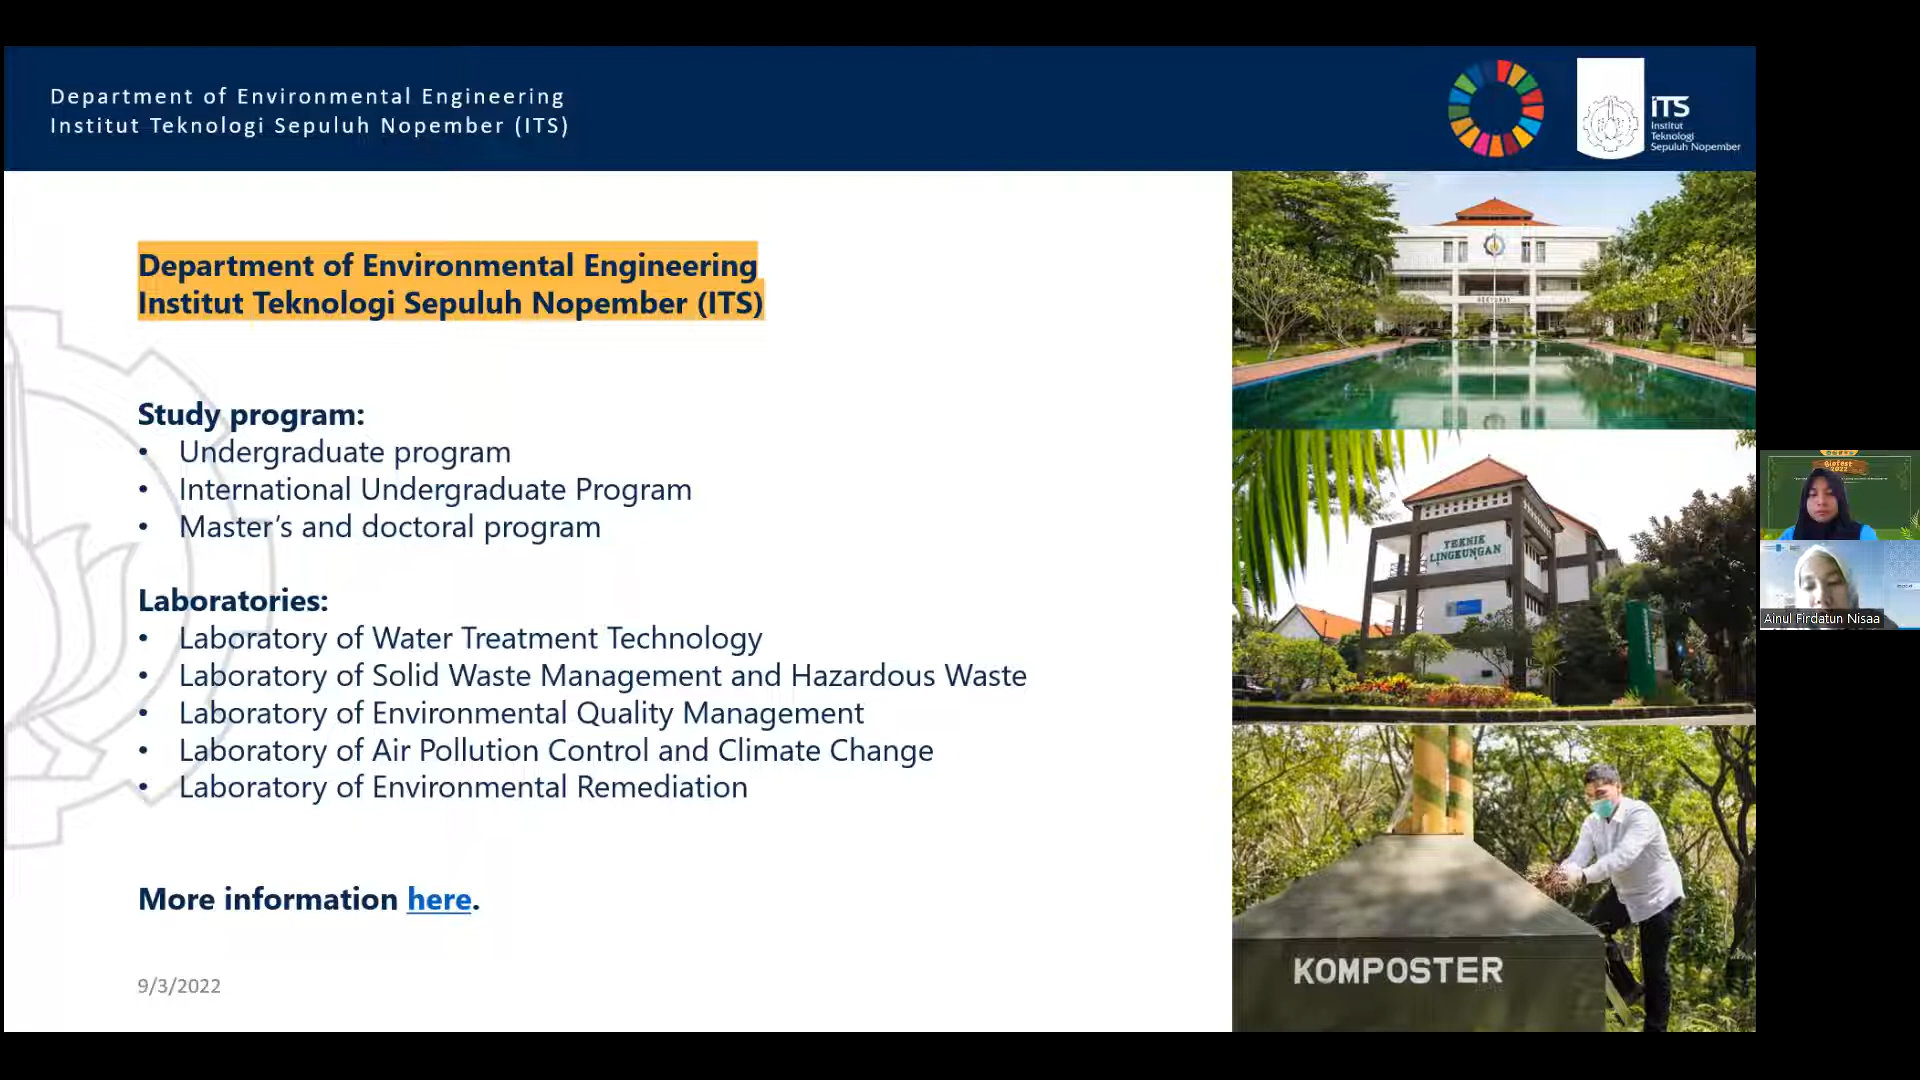 Department of Environmental Engineering
Institut Teknologi Sepuluh Nopember (ITS)
ITS
Institut
Teknologi
Sepuluh Nopember
Department of Environmental Engineering
Institut Teknologi Sepuluh Nopember (ITS)
Study program:
• Undergraduate program
• International Undergraduate Program
• Master's and doctoral program
Laboratories:
• Laboratory of Water Treatment Technology
• Laboratory of Solid Waste Management and Hazardous Waste
• Laboratory of Environmental Quality Management
• Laboratory of Air Pollution Control and Climate Change
• Laboratory of Environmental Remediation
More information here.
9/3/2022
REKTORAT
TEKNIK
LINGKUNGAN
KOMPOSTER
Biofest
2022
Ainul Firdatun Nisaa